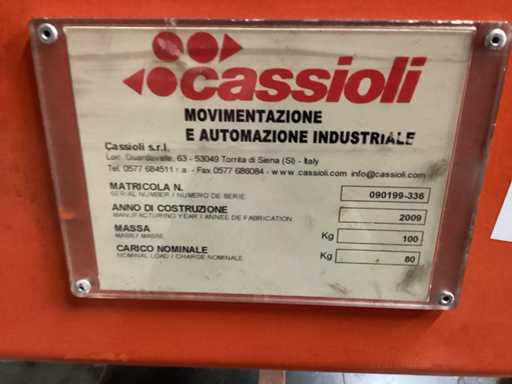 cassioli
MOVIMENTAZIONE
E AUTOMAZIONE INDUSTRIALE
Cassioli s.r.l.
Loc. Guardavalle, 63 - 53049 Torrita di Siena (SI) - Italy
Tel. 0577 684511 r.a. - Fax 0577 686084 - www.cassioli.com info@cassioli.com
MATRICOLA N. 090199-336
SERIAL NUMBER / NUMERO DE SERIE
ANNO DI COSTRUZIONE 2009
MANUFACTURING YEAR / ANNEE DE FABRICATION
MASSA Kg 100
MASS / MASSE
CARICO NOMINALE Kg 80
NOMINAL LOAD / CHARGE NOMINALE